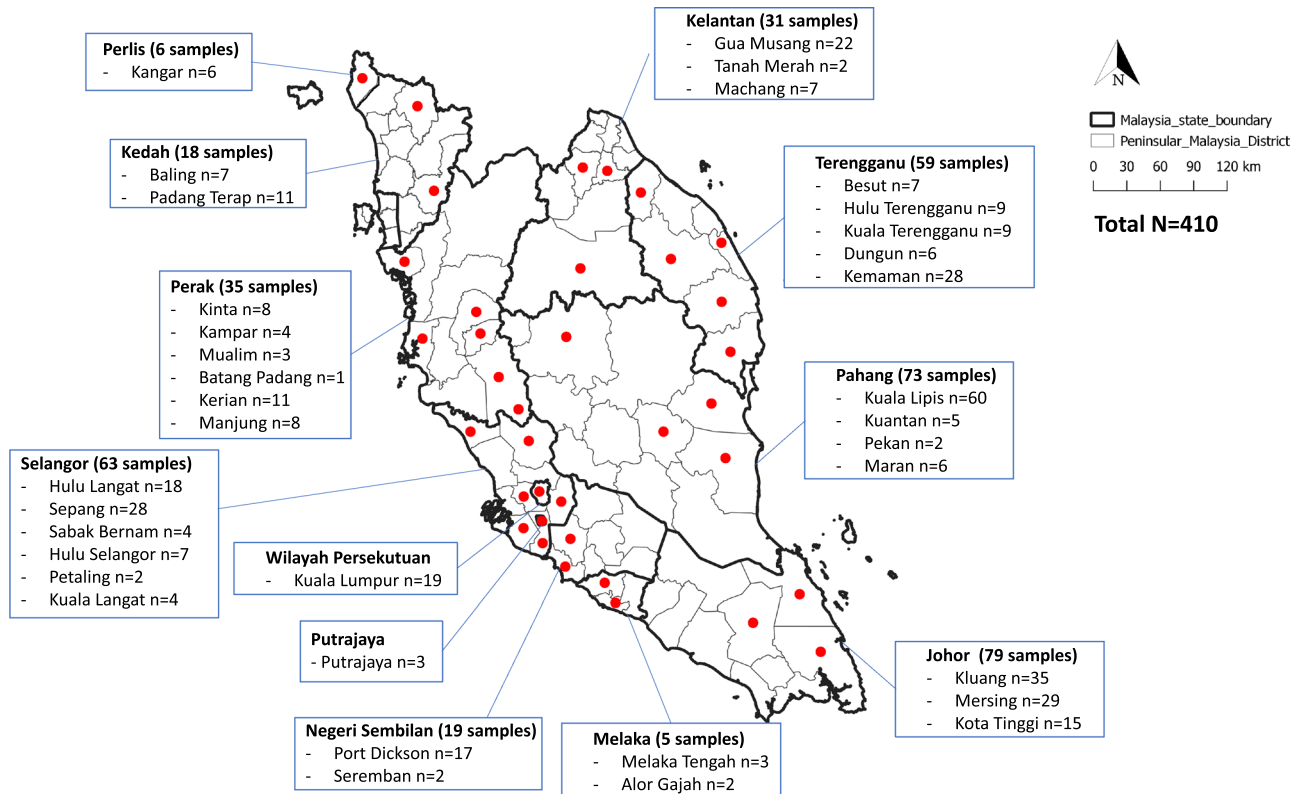 Perlis (6 samples)
- Kangar n=6
Kelantan (31 samples)
- Gua Musang n=22
- Tanah Merah n=2
- Machang n=7
N
Malaysia_state_boundary
Peninsular_Malaysia_District
0 30 60 90 120 km
Total N=410
Kedah (18 samples)
- Baling n=7
- Padang Terap n=11
Terengganu (59 samples)
- Besut n=7
- Hulu Terengganu n=9
- Kuala Terengganu n=9
- Dungun n=6
- Kemaman n=28
Perak (35 samples)
- Kinta n=8
- Kampar n=4
- Mualim n=3
- Batang Padang n=1
- Kerian n=11
- Manjung n=8
Pahang (73 samples)
- Kuala Lipis n=60
- Kuantan n=5
- Pekan n=2
- Maran n=6
Selangor (63 samples)
- Hulu Langat n=18
- Sepang n=28
- Sabak Bernam n=4
- Hulu Selangor n=7
- Petaling n=2
- Kuala Langat n=4
Wilayah Persekutuan
- Kuala Lumpur n=19
Putrajaya
- Putrajaya n=3
Johor (79 samples)
- Kluang n=35
- Mersing n=29
- Kota Tinggi n=15
Negeri Sembilan (19 samples)
- Port Dickson n=17
- Seremban n=2
Melaka (5 samples)
- Melaka Tengah n=3
- Alor Gajah n=2